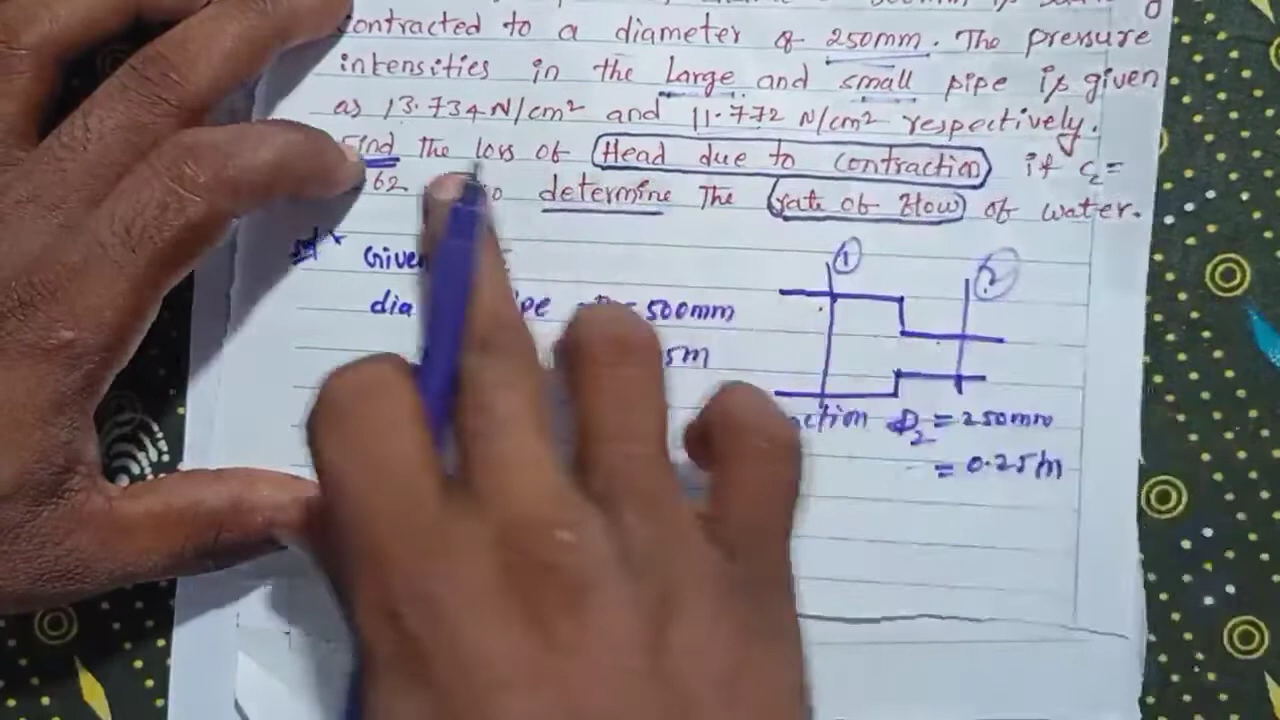 contracted to a diameter of 250mm. The pressure
intensities in the large and small pipe is given
as 13.734 N/cm² and 11.772 N/cm² respectively.
Find the loss of Head due to contraction if Cc =
62 determine The rate of flow of water.
Given
①
②
dia = 500mm
5m
D₂ = 250mm
= 0.25m